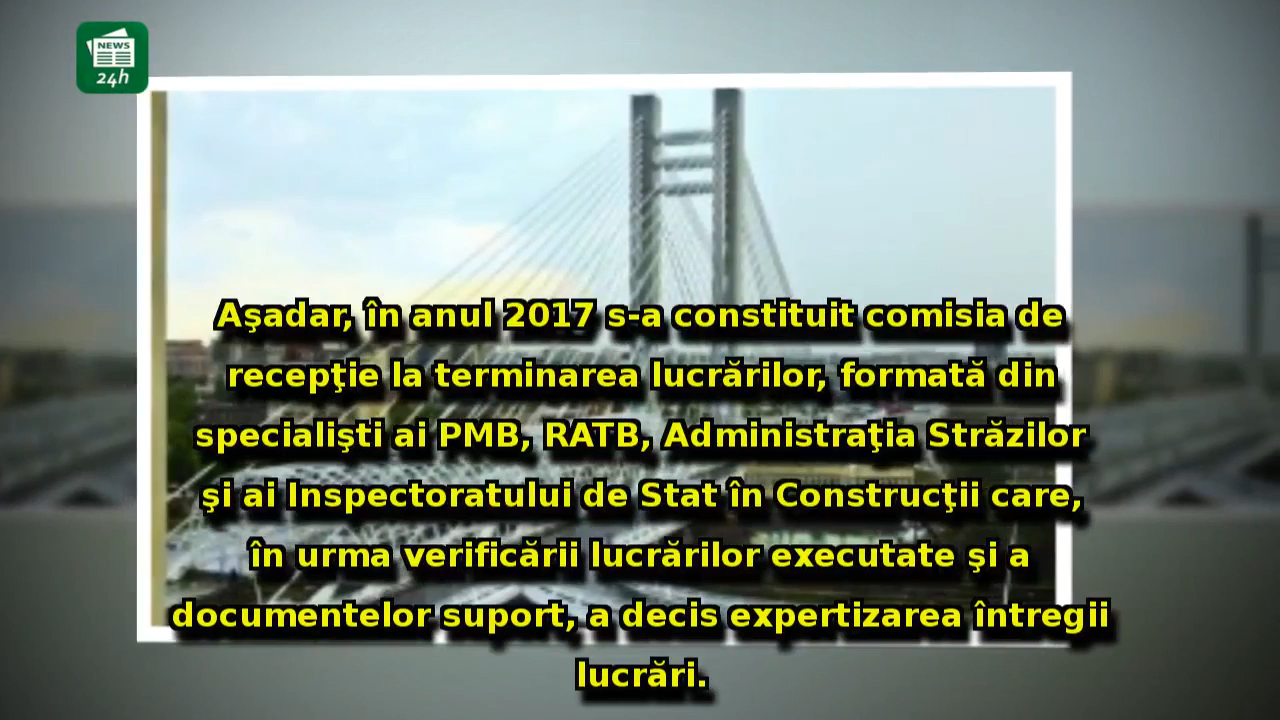 NEWS
24h
Aşadar, în anul 2017 s-a constituit comisia de
recepţie la terminarea lucrărilor, formată din
specialişti ai PMB, RATB, Administraţia Străzilor
şi ai Inspectoratului de Stat în Construcţii care,
în urma verificării lucrărilor executate şi a
documentelor suport, a decis expertizarea întregii
lucrări.